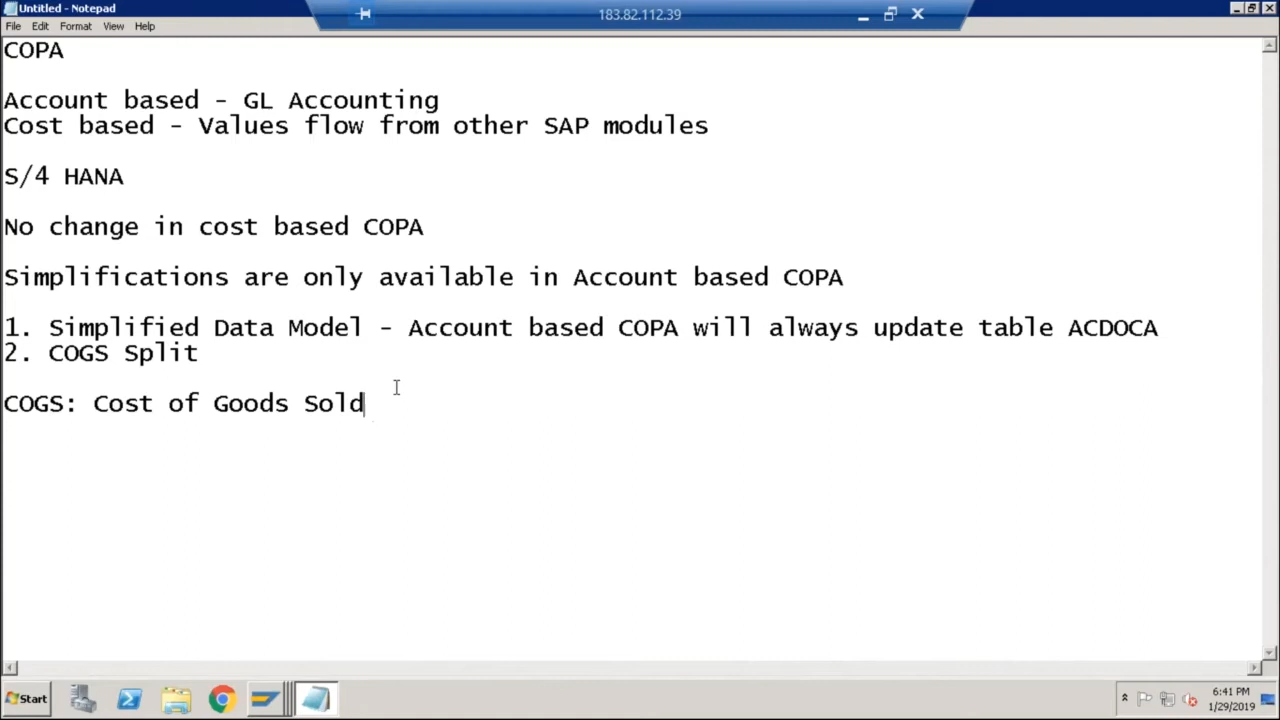 Untitled - Notepad
183.82.112.39
File Edit Format View Help
COPA
Account based - GL Accounting
Cost based - Values flow from other SAP modules
S/4 HANA
No change in cost based COPA
Simplifications are only available in Account based COPA
1. Simplified Data Model - Account based COPA will always update table ACDOCA
2. COGS Split
COGS: Cost of Goods Sold
Start
6:41 PM
1/29/2019